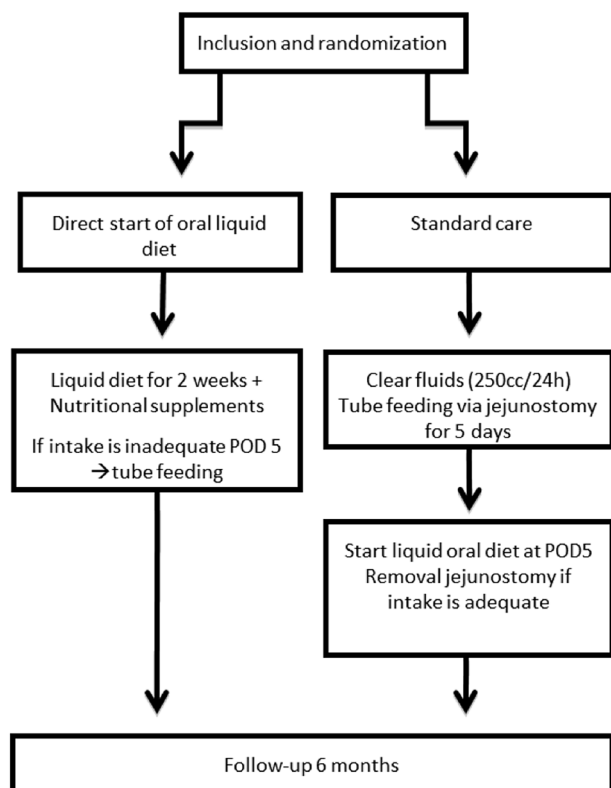 Inclusion and randomization
Direct start of oral liquid
diet
Standard care
Liquid diet for 2 weeks +
Nutritional supplements
If intake is inadequate POD 5
→tube feeding
Clear fluids (250cc/24h)
Tube feeding via jejunostomy
for 5 days
Start liquid oral diet at POD5
Removal jejunostomy if
intake is adequate
Follow-up 6 months